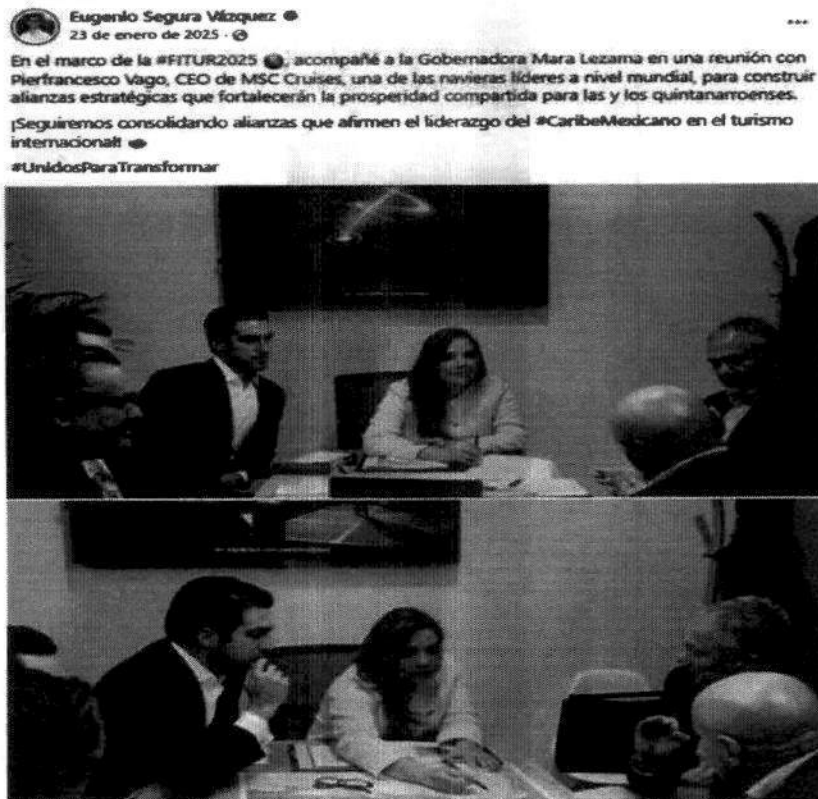 Eugenio Segura Vázquez
23 de enero de 2025 ·
En el marco de la #FITUR2025 , acompañé a la Gobernadora Mara Lezama en una reunión con
Pierfrancesco Vago, CEO de MSC Cruises, una de las navieras líderes a nivel mundial, para construir
alianzas estratégicas que fortalecerán la prosperidad compartida para las y los quintanarroenses.
¡Seguiremos consolidando alianzas que afirmen el liderazgo del #CaribeMexicano en el turismo
internacional!
#UnidosParaTransformar